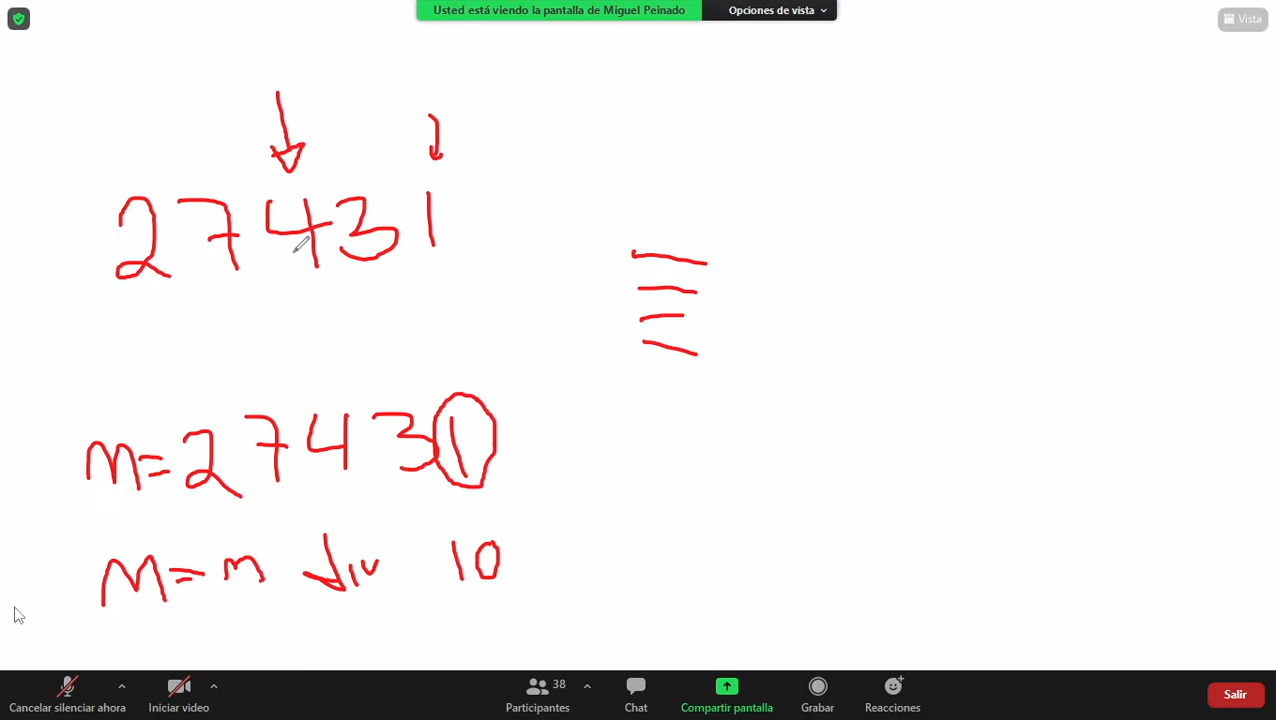 Usted está viendo la pantalla de Miguel Peinado
Opciones de vista
Vista
27431
m=27431
M=m div 10
38
Cancelar silenciar ahora
Iniciar video
Participantes
Chat
Compartir pantalla
Grabar
Reacciones
Salir